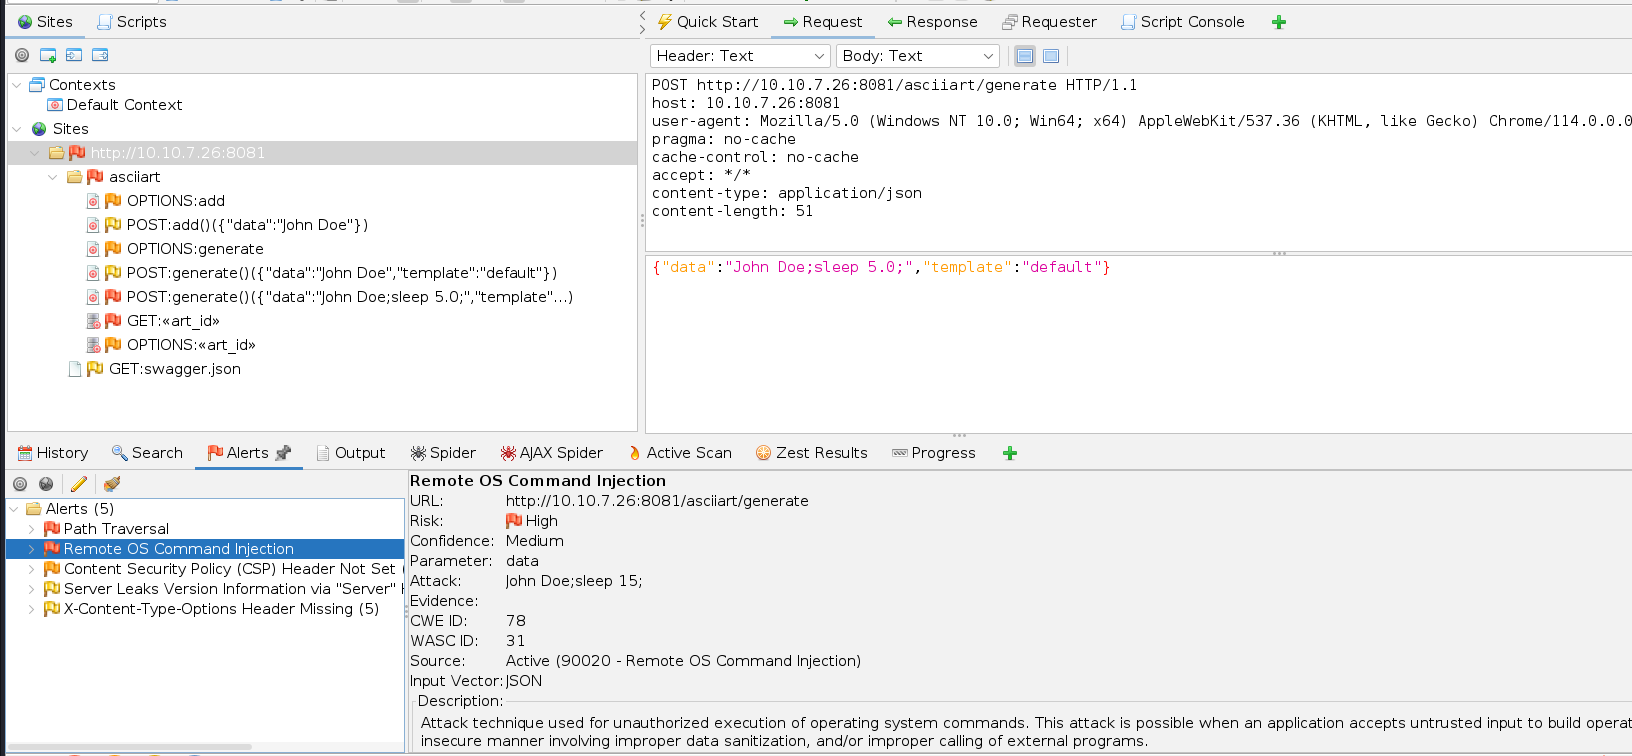 Sites Scripts
Quick Start Request Response Requester Script Console
Header: Text Body: Text
Contexts
Default Context
Sites
http://10.10.7.26:8081
asciiart
OPTIONS:add
POST:add()({"data":"John Doe"})
OPTIONS:generate
POST:generate()({"data":"John Doe","template":"default"})
POST:generate()({"data":"John Doe;sleep 5.0;","template"...)
GET:«art_id»
OPTIONS:«art_id»
GET:swagger.json
POST http://10.10.7.26:8081/asciiart/generate HTTP/1.1
host: 10.10.7.26:8081
user-agent: Mozilla/5.0 (Windows NT 10.0; Win64; x64) AppleWebKit/537.36 (KHTML, like Gecko) Chrome/114.0.0.0
pragma: no-cache
cache-control: no-cache
accept: */*
content-type: application/json
content-length: 51
{"data":"John Doe;sleep 5.0;","template":"default"}
History Search Alerts Output Spider AJAX Spider Active Scan Zest Results Progress
Alerts (5)
Path Traversal
Remote OS Command Injection
Content Security Policy (CSP) Header Not Set (
Server Leaks Version Information via "Server" H
X-Content-Type-Options Header Missing (5)
Remote OS Command Injection
URL: http://10.10.7.26:8081/asciiart/generate
Risk: High
Confidence: Medium
Parameter: data
Attack: John Doe;sleep 15;
Evidence:
CWE ID: 78
WASC ID: 31
Source: Active (90020 - Remote OS Command Injection)
Input Vector: JSON
Description:
Attack technique used for unauthorized execution of operating system commands. This attack is possible when an application accepts untrusted input to build operat
insecure manner involving improper data sanitization, and/or improper calling of external programs.